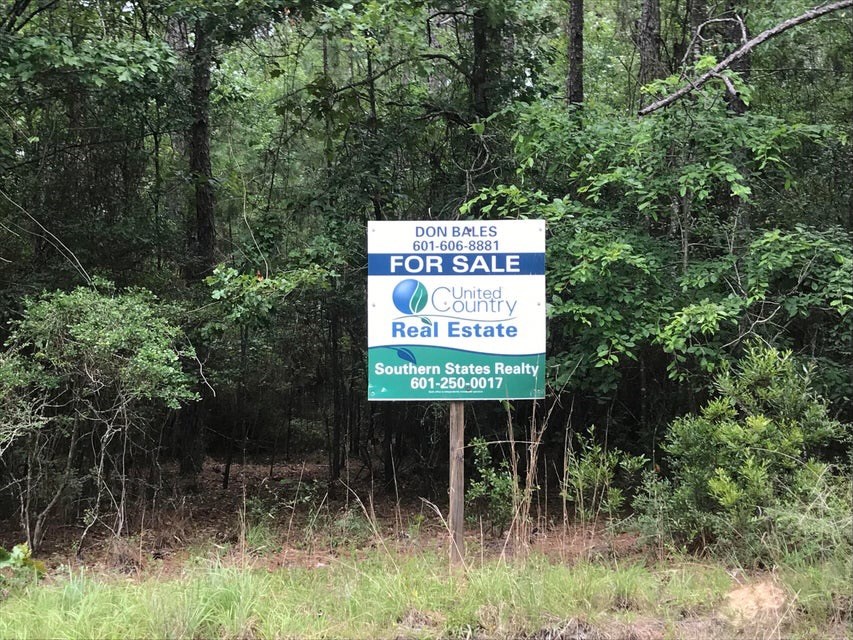 DON BALES
601-606-8881
FOR SALE
United
Country
Real Estate
Southern States Realty
601-250-0017